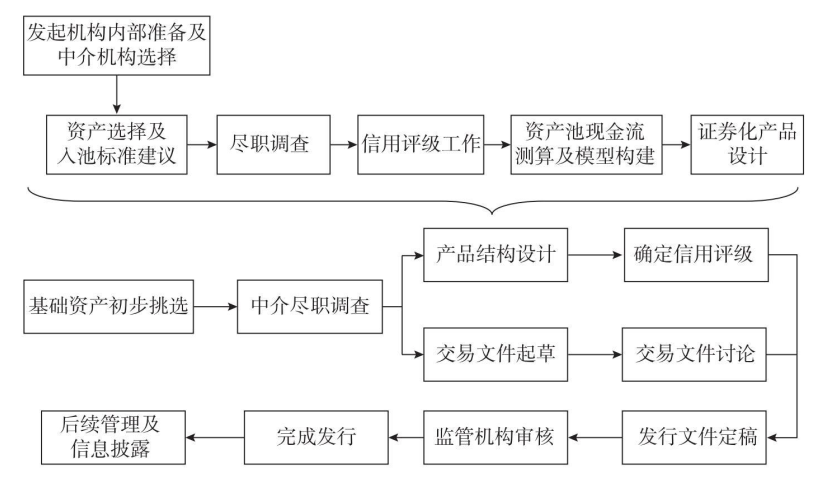 发起机构内部准备及
中介机构选择
资产选择及
入池标准建议
尽职调查
信用评级工作
资产池现金流
测算及模型构建
证券化产品
设计
产品结构设计
确定信用评级
基础资产初步挑选
中介尽职调查
交易文件起草
交易文件讨论
后续管理及
信息披露
完成发行
监管机构审核
发行文件定稿